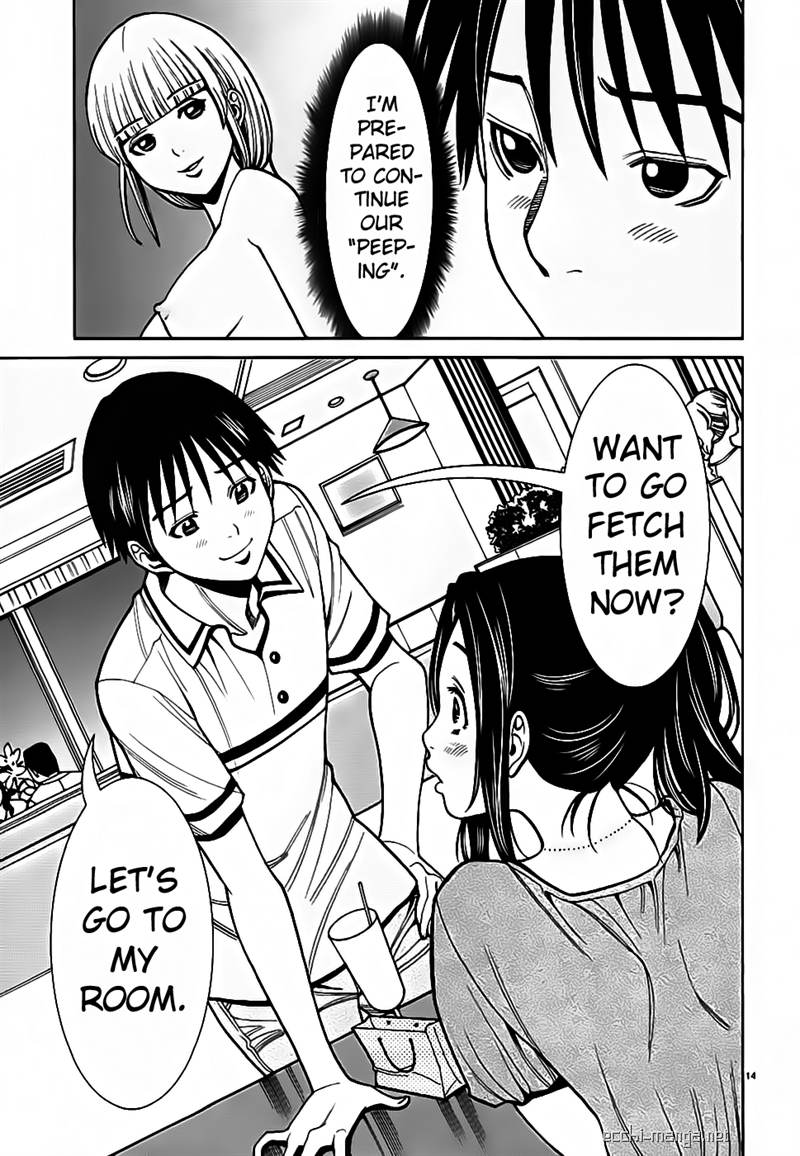 I'M
PRE-
PARED
TO CON-
TINUE
OUR
"PEEP-
ING".
WANT
TO GO
FETCH
THEM
NOW?
LET'S
GO TO
MY
ROOM.
14
ecchi-manga.net